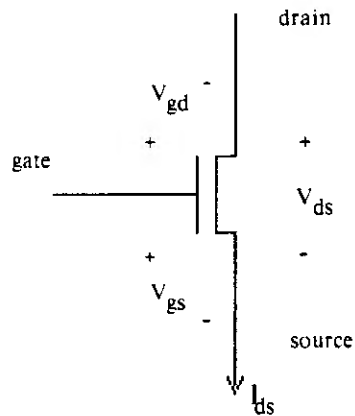 drain
-
V_gd
+ +
gate
V_ds
+ -
V_gs
-
source
I_ds